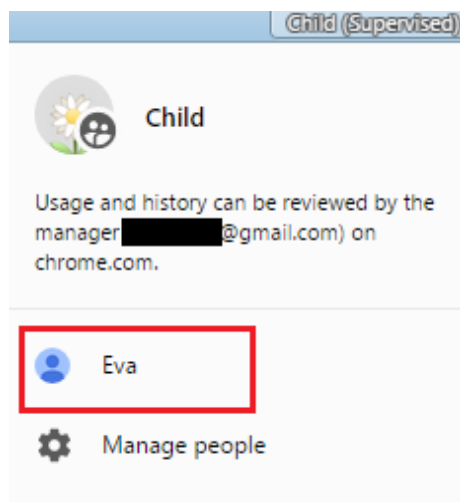 Child (Supervised)
Child
Usage and history can be reviewed by the
manager @gmail.com) on
chrome.com.
Eva
Manage people